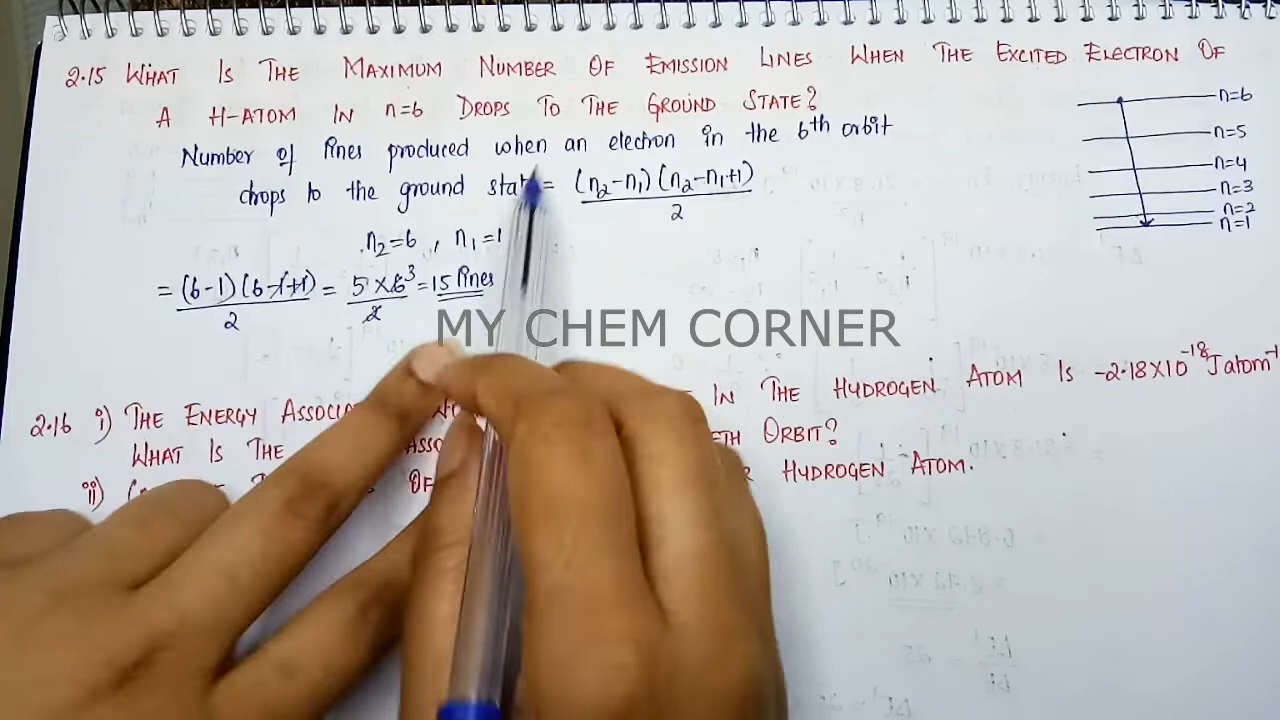 2.15 WHAT IS THE MAXIMUM NUMBER OF EMISSION LINES WHEN THE EXCITED ELECTRON OF
A H-ATOM IN n=6 DROPS TO THE GROUND STATE?
Number of lines produced when an electron in the 6th orbit
drops to the ground state = (n₂-n₁)(n₂-n₁+1)
2
n₂=6, n₁=1
= (6-1)(6-1+1) = 5×6³ = 15 lines
2 2
n=6
n=5
n=4
n=3
n=2
n=1
MY CHEM CORNER
2.16 i) THE ENERGY IN THE HYDROGEN ATOM IS -2.18×10⁻¹⁸ J atom⁻¹
WHAT IS THE ORBIT?
ii) OF HYDROGEN ATOM.